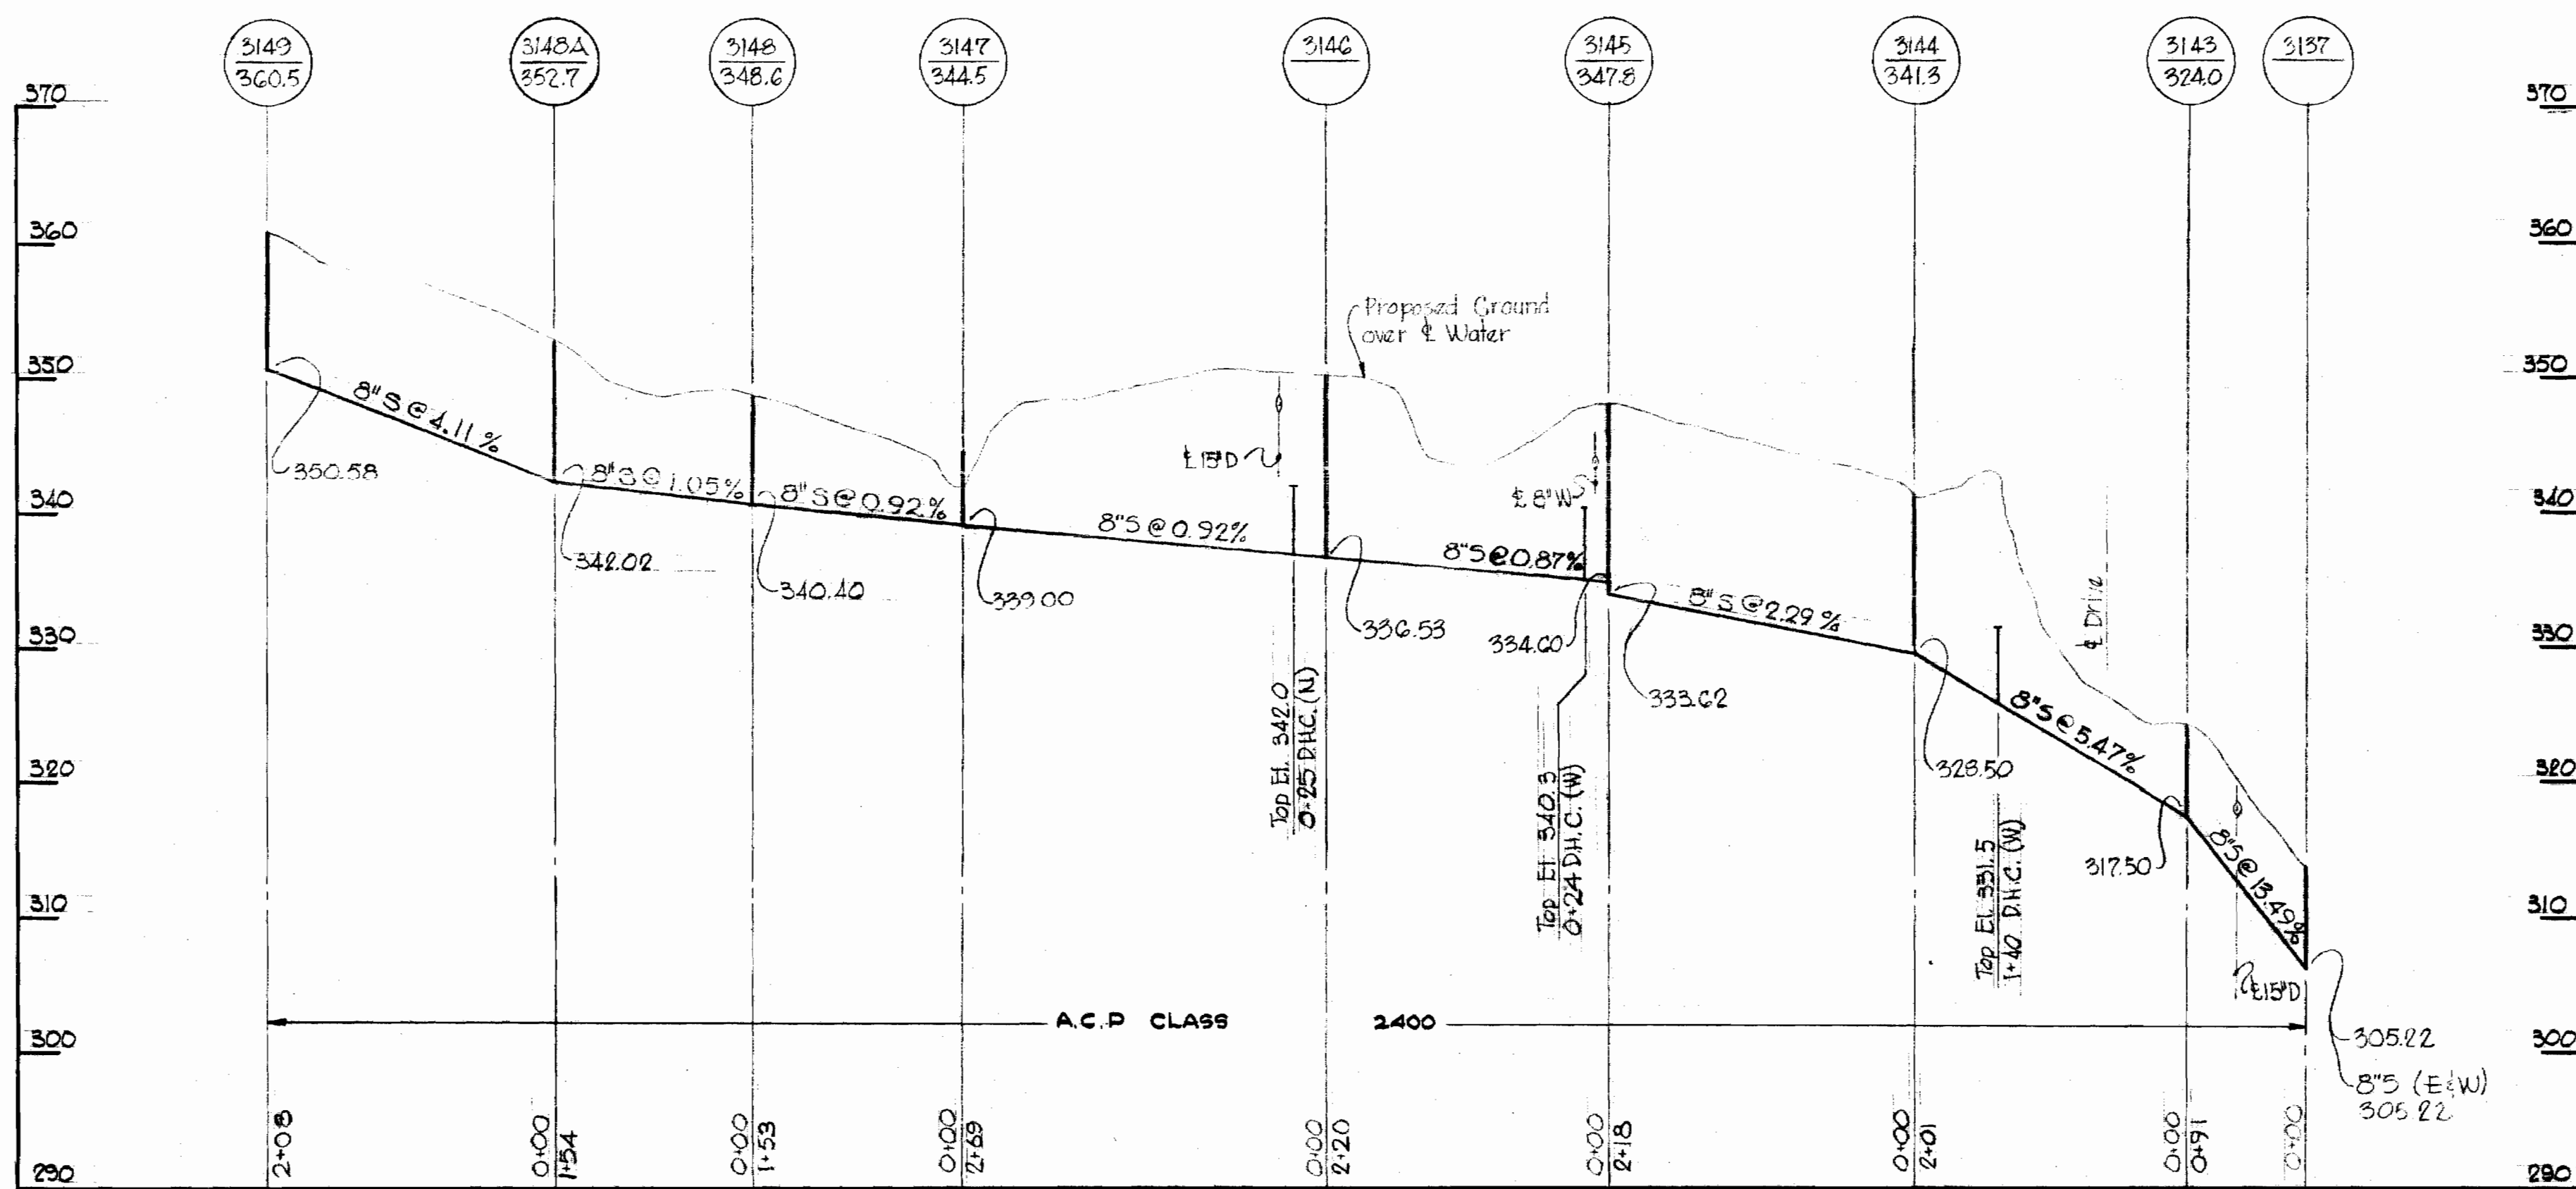 3149
360.5
3148A
352.7
3148
348.6
3147
344.5
3146
3145
347.8
3144
341.3
3143
324.0
3137
370
370
360
360
350
350
340
340
330
330
320
320
310
310
300
300
290
290
Proposed Ground
over ℄ Water
8"S @ 4.11 %
8"S @ 1.05%
8"S @ 0.92%
8"S @ 0.92%
8"S @ 0.87%
8"S @ 2.29 %
8"S @ 5.47%
8"S @ 13.49%
350.58
342.02
340.40
339.00
336.53
334.60
333.62
328.50
317.50
305.22
8"S (E&W)
305.22
℄ 15"D
℄ 8"W
℄ Drive
℄ 15"D
Top El. 342.0
0+25 D.H.C. (N)
Top El. 340.3
0+24 D.H.C. (W)
Top El. 331.5
1+40 D.H.C. (W)
A.C.P CLASS 2400
2+08
0+00
1+54
0+00
1+53
0+00
2+69
0+00
2+20
0+00
2+18
0+00
2+01
0+00
0+91
0+00